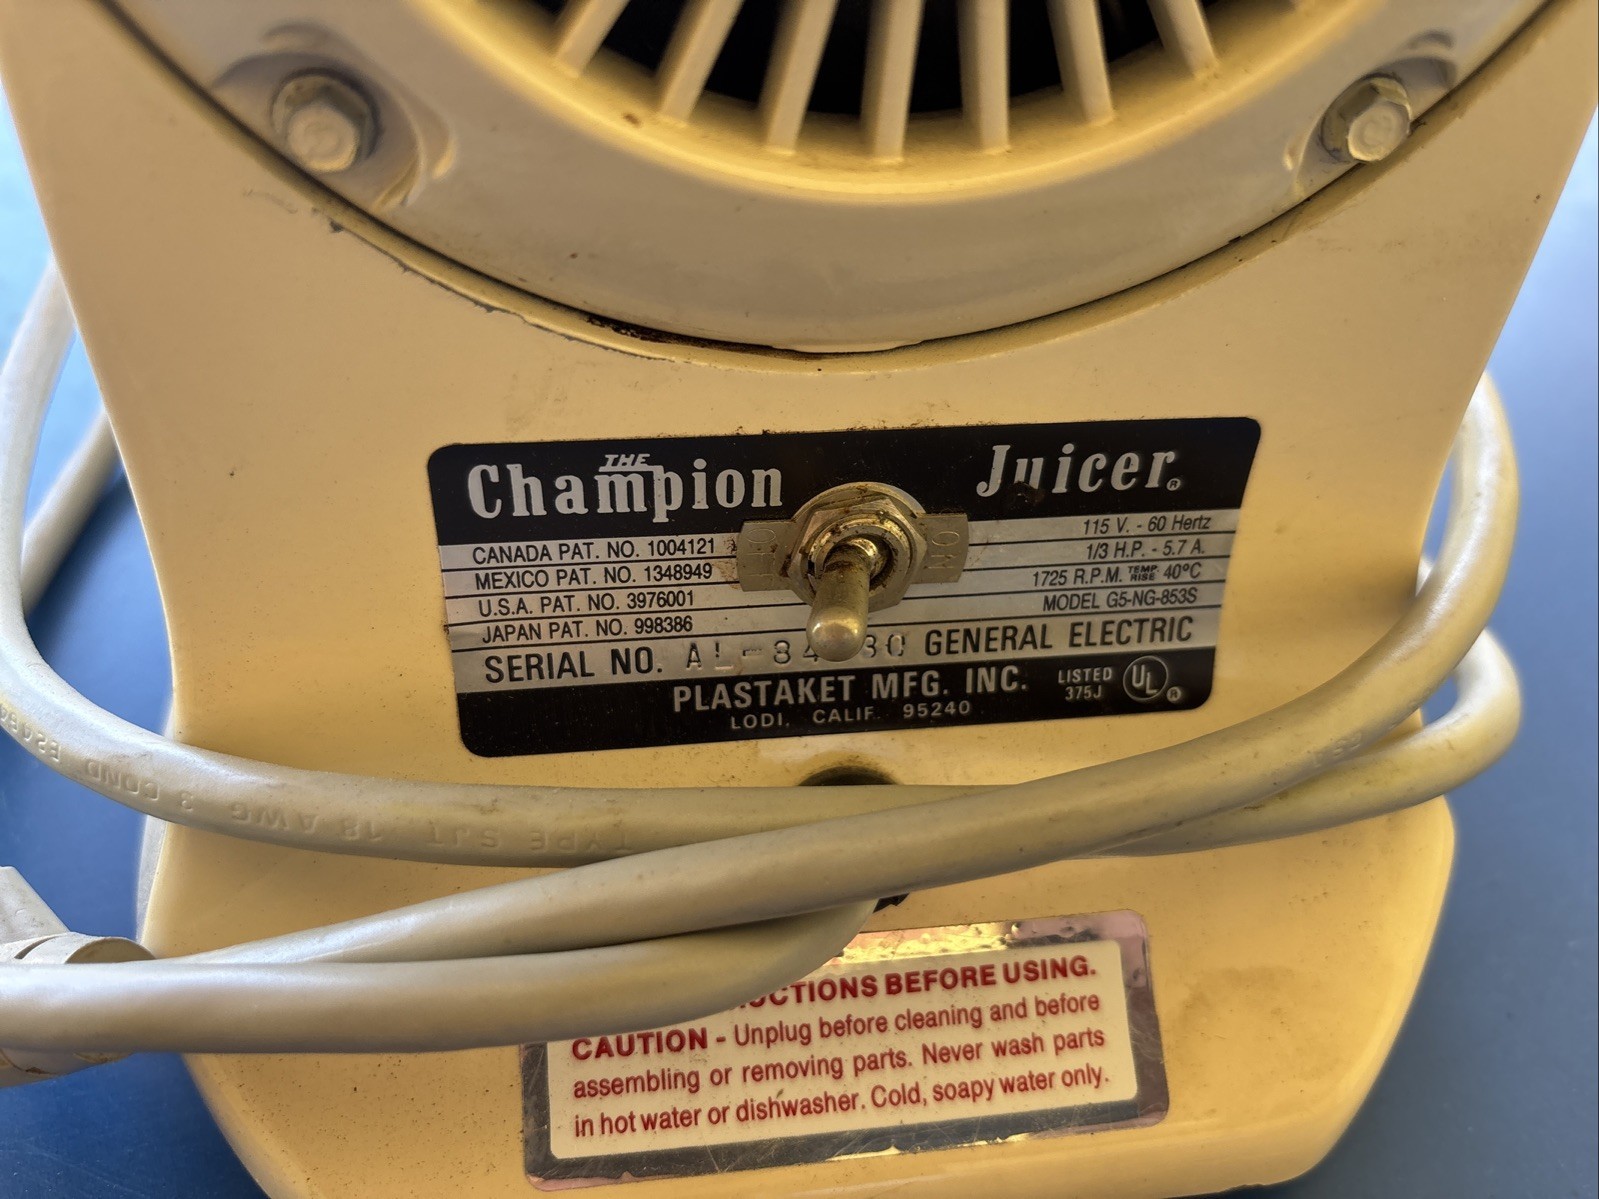 THE
Champion Juicer®
CANADA PAT. NO. 1004121
MEXICO PAT. NO. 1348949
U.S.A. PAT. NO. 3976001
JAPAN PAT. NO. 998386
OFF
ON
115 V. - 60 Hertz
1/3 H.P. - 5.7 A.
1725 R.P.M. TEMP. RISE 40°C
MODEL G5-NG-853S
SERIAL NO. GENERAL ELECTRIC
PLASTAKET MFG. INC.
LODI, CALIF. 95240
LISTED
375J
UL ®
3 COND 18 AWG TYPE SJT
BEFORE USING.
CAUTION - Unplug before cleaning and before
assembling or removing parts. Never wash parts
in hot water or dishwasher. Cold, soapy water only.